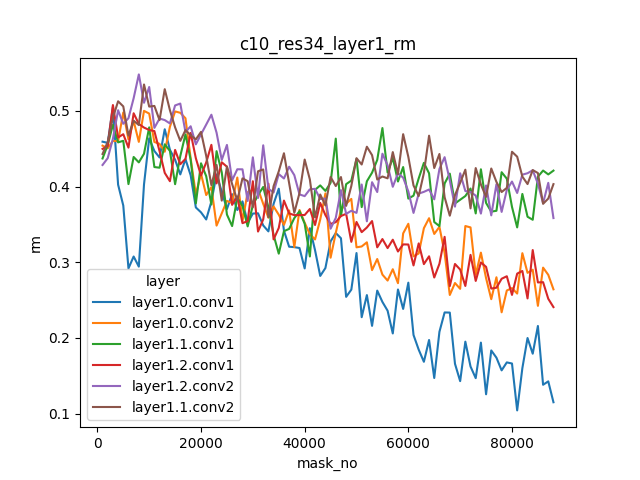 c10_res34_layer1_rm
rm
0.5
0.4
0.3
0.2
0.1
layer
layer1.0.conv1
layer1.0.conv2
layer1.1.conv1
layer1.2.conv1
layer1.2.conv2
layer1.1.conv2
0 20000 40000 60000 80000
mask_no